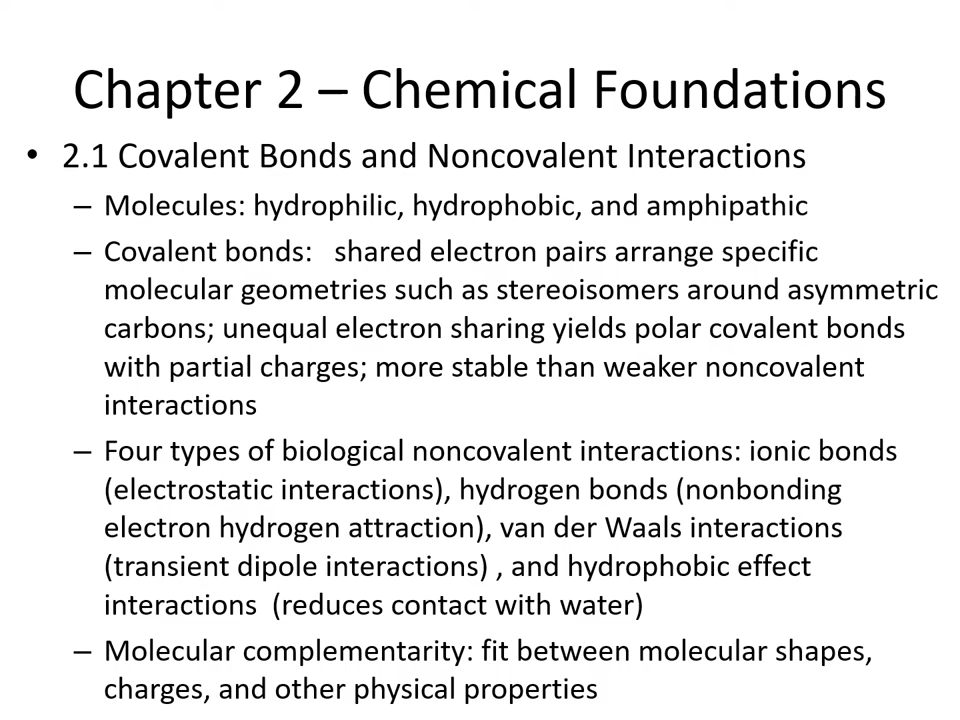 Chapter 2 – Chemical Foundations
• 2.1 Covalent Bonds and Noncovalent Interactions
– Molecules: hydrophilic, hydrophobic, and amphipathic
– Covalent bonds:   shared electron pairs arrange specific
molecular geometries such as stereoisomers around asymmetric
carbons; unequal electron sharing yields polar covalent bonds
with partial charges; more stable than weaker noncovalent
interactions
– Four types of biological noncovalent interactions: ionic bonds
(electrostatic interactions), hydrogen bonds (nonbonding
electron hydrogen attraction), van der Waals interactions
(transient dipole interactions) , and hydrophobic effect
interactions  (reduces contact with water)
– Molecular complementarity: fit between molecular shapes,
charges, and other physical properties